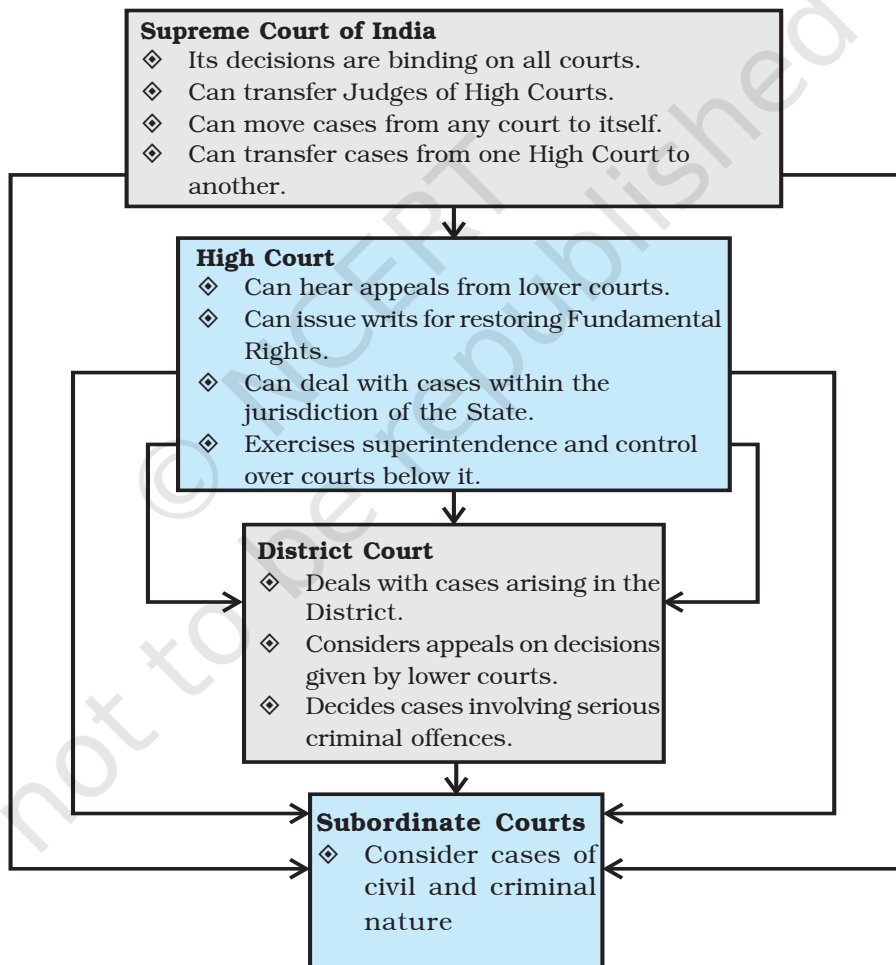 Supreme Court of India
◈ Its decisions are binding on all courts.
◈ Can transfer Judges of High Courts.
◈ Can move cases from any court to itself.
◈ Can transfer cases from one High Court to
another.
High Court
◈ Can hear appeals from lower courts.
◈ Can issue writs for restoring Fundamental
Rights.
◈ Can deal with cases within the
jurisdiction of the State.
◈ Exercises superintendence and control
over courts below it.
District Court
◈ Deals with cases arising in the
District.
◈ Considers appeals on decisions
given by lower courts.
◈ Decides cases involving serious
criminal offences.
Subordinate Courts
◈ Consider cases of
civil and criminal
nature
© NCERT
not to be republished